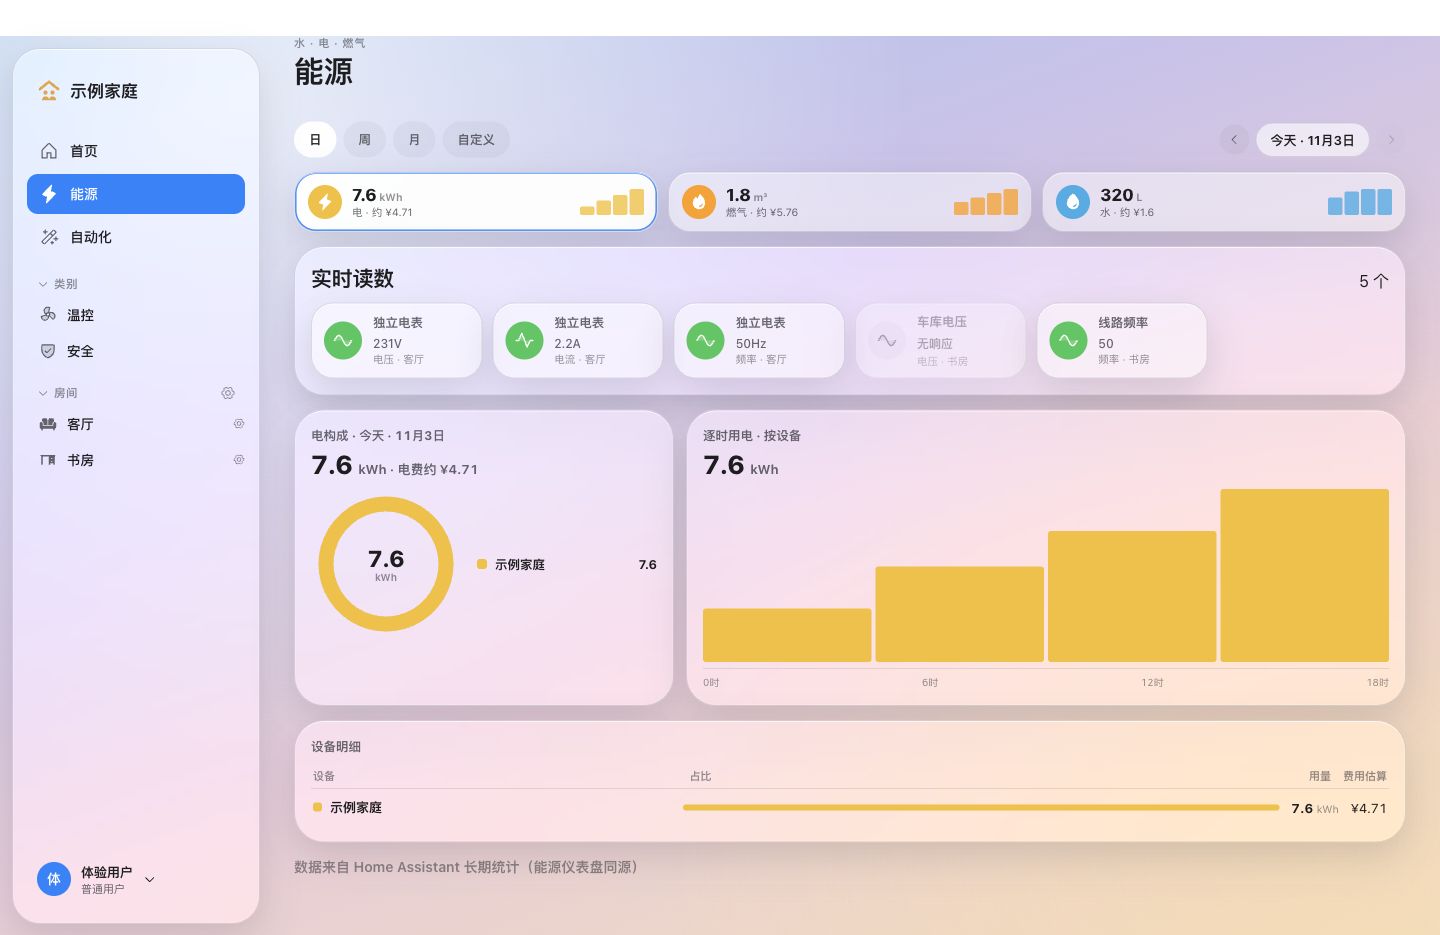 示例家庭
首页
能源
自动化
类别
温控
安全
房间
客厅
书房
体
体验用户
普通用户
水 · 电 · 燃气
能源
日
周
月
自定义
今天 · 11月3日
7.6 kWh
电 · 约 ¥4.71
1.8 m³
燃气 · 约 ¥5.76
320 L
水 · 约 ¥1.6
实时读数
5 个
独立电表
231V
电压 · 客厅
独立电表
2.2A
电流 · 客厅
独立电表
50Hz
频率 · 客厅
车库电压
无响应
电压 · 书房
线路频率
50
频率 · 书房
电构成 · 今天 · 11月3日
7.6 kWh · 电费约 ¥4.71
7.6
kWh
示例家庭 7.6
逐时用电 · 按设备
7.6 kWh
0时 6时 12时 18时
设备明细
设备 占比 用量 费用估算
示例家庭 7.6 kWh ¥4.71
数据来自 Home Assistant 长期统计（能源仪表盘同源）